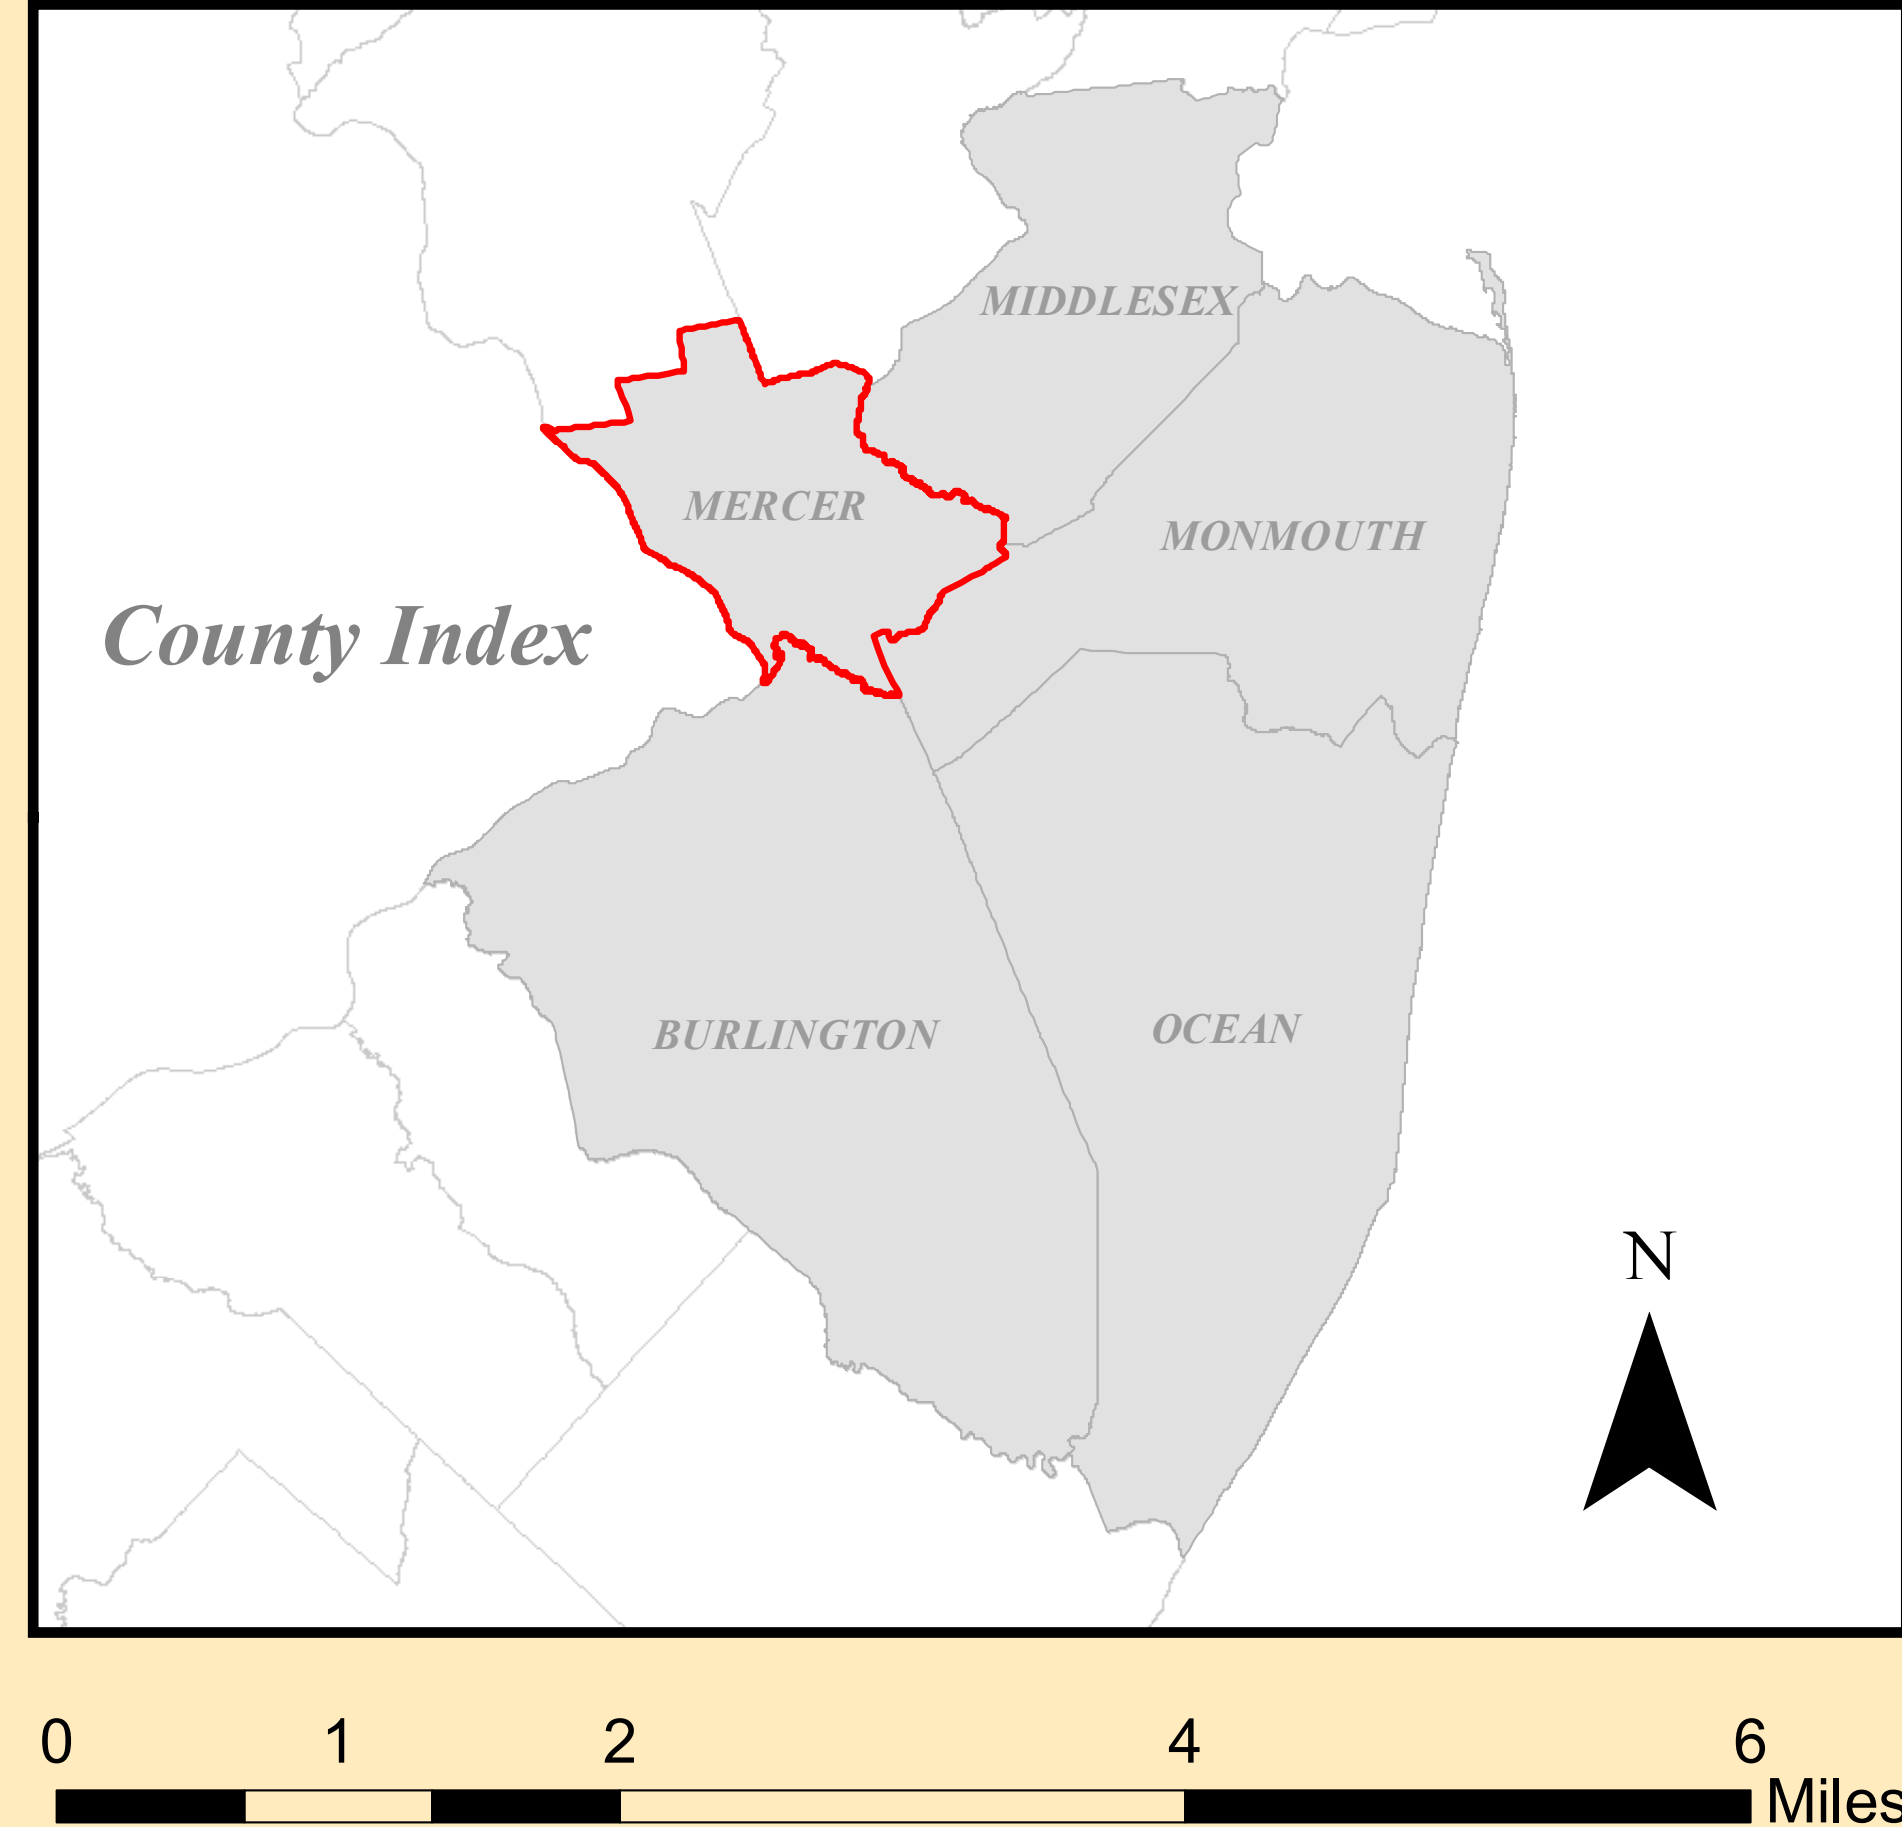 MIDDLESEX
MERCER
MONMOUTH
County Index
BURLINGTON
OCEAN
N
0 1 2 4 6
Miles